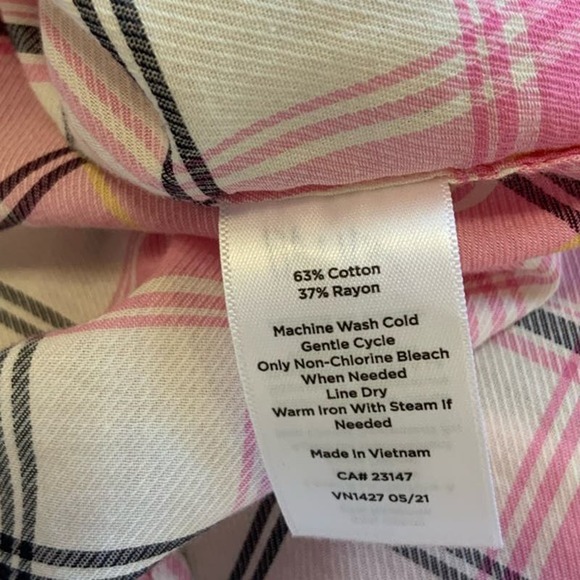 63% Cotton
37% Rayon
Machine Wash Cold
Gentle Cycle
Only Non-Chlorine Bleach
When Needed
Line Dry
Warm Iron With Steam If
Needed
Made In Vietnam
CA# 23147
VN1427 05/21